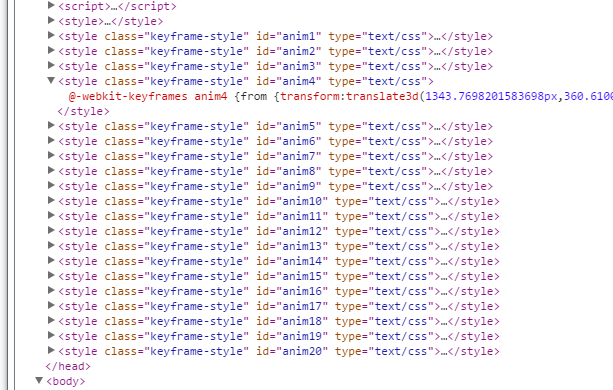 <script>…</script>
<style>…</style>
<style class="keyframe-style" id="anim1" type="text/css">…</style>
<style class="keyframe-style" id="anim2" type="text/css">…</style>
<style class="keyframe-style" id="anim3" type="text/css">…</style>
<style class="keyframe-style" id="anim4" type="text/css">
@-webkit-keyframes anim4 {from {transform:translate3d(1343.7698201583698px,360.6100
</style>
<style class="keyframe-style" id="anim5" type="text/css">…</style>
<style class="keyframe-style" id="anim6" type="text/css">…</style>
<style class="keyframe-style" id="anim7" type="text/css">…</style>
<style class="keyframe-style" id="anim8" type="text/css">…</style>
<style class="keyframe-style" id="anim9" type="text/css">…</style>
<style class="keyframe-style" id="anim10" type="text/css">…</style>
<style class="keyframe-style" id="anim11" type="text/css">…</style>
<style class="keyframe-style" id="anim12" type="text/css">…</style>
<style class="keyframe-style" id="anim13" type="text/css">…</style>
<style class="keyframe-style" id="anim14" type="text/css">…</style>
<style class="keyframe-style" id="anim15" type="text/css">…</style>
<style class="keyframe-style" id="anim16" type="text/css">…</style>
<style class="keyframe-style" id="anim17" type="text/css">…</style>
<style class="keyframe-style" id="anim18" type="text/css">…</style>
<style class="keyframe-style" id="anim19" type="text/css">…</style>
<style class="keyframe-style" id="anim20" type="text/css">…</style>
</head>
<body>